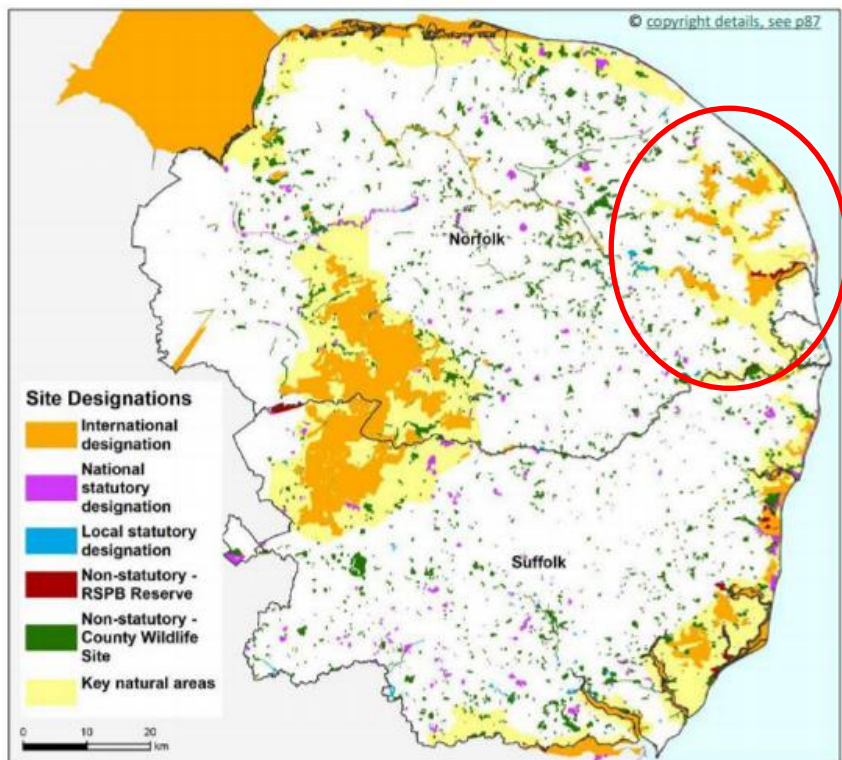 © copyright details, see p87
Norfolk
Site Designations
International
designation
National
statutory
designation
Local statutory
designation
Non-statutory -
RSPB Reserve
Non-statutory -
County Wildlife
Site
Key natural areas
Suffolk
0 10 20
km